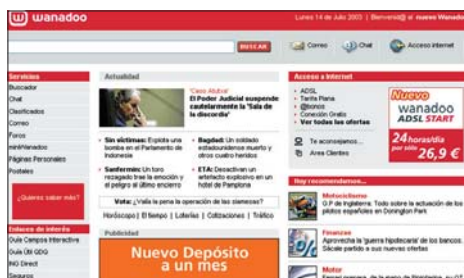 wanadoo
Lunes 14 de Julio 2003 | Bienvenid@ al nuevo Wanadoo
BUSCAR
Correo
Chat
Acceso internet
Servicios
Buscador
Chat
Clasificados
Correo
Foros
miróWanadoo
Páginas Personales
Postales
¿Quieres saber más?
Enlaces de interés
Guía Campsa Interactiva
Guía Útil QDQ
ING Direct
Seguros
Actualidad
'Caso Atutxa'
El Poder Judicial suspende
cautelarmente la 'Sala de
la discordia'
Sin víctimas: Explota una
bomba en el Parlamento de
Indonesia
Bagdad: Un soldado
estadounidense muerto y
otros cuatro heridos
Sanfermin: Un toro
rezagado trae la emoción y
el peligro al último encierro
ETA: Desactivan un
artefacto explosivo en un
hotel de Pamplona
Vota: ¿Valía la pena la operación de las siamesas?
Horóscopo | El tiempo | Loterías | Cotizaciones | Tráfico
Publicidad
Nuevo Depósito
a un mes
Acceso a Internet
ADSL
Tarifa Plana
@bonos
Conexión Gratis
Ver todas las ofertas
Te aconsejamos...
Area Clientes
Nuevo
wanadoo
ADSL START
24 horas/día
por sólo 26,9 €
Hoy recomendamos...
Motociclismo
G.P de Inglaterra: Todo sobre la actuación de los
pilotos españoles en Donington Park
Finanzas
Aprovecha la 'guerra hipotecaria' de los bancos.
Sácale partido a sus nuevas ofertas
Motor